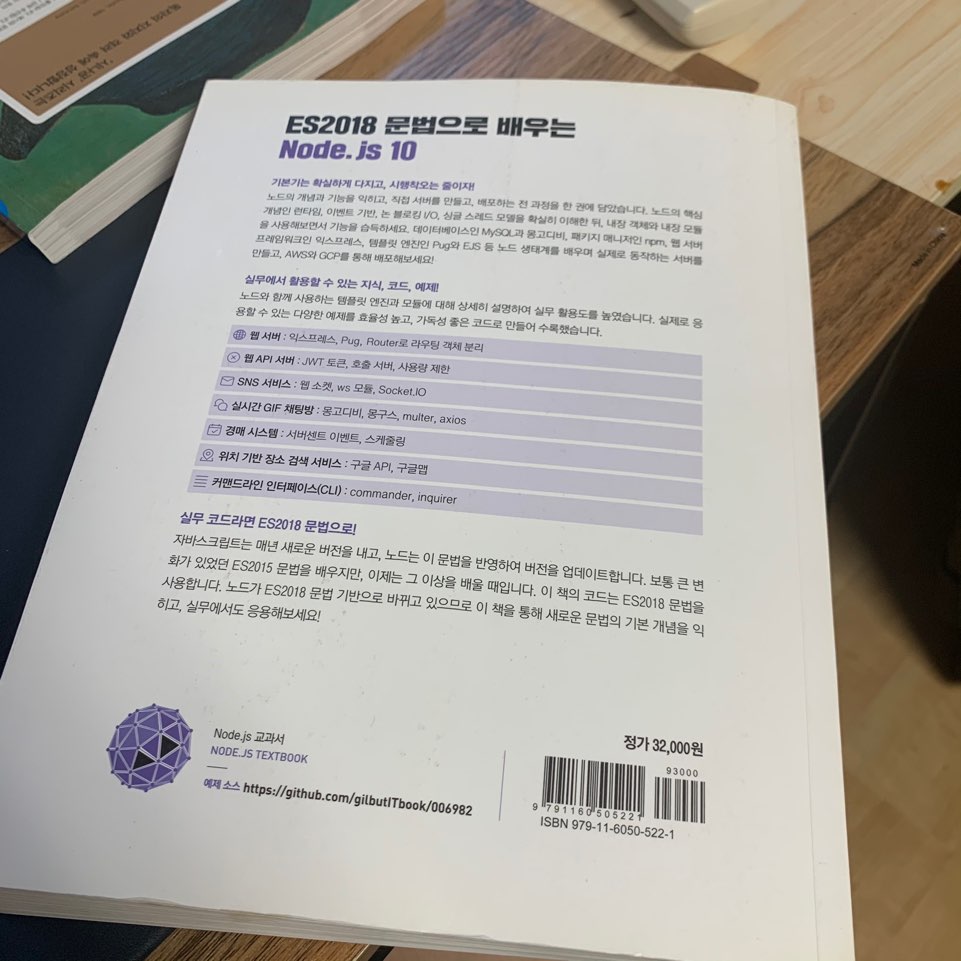 ES2018 문법으로 배우는
Node.js 10
기본기는 확실하게 다지고, 시행착오는 줄이자!
노드의 개념과 기능을 익히고, 직접 서버를 만들고, 배포하는 전 과정을 한 권에 담았습니다. 노드의 핵심
개념인 런타임, 이벤트 기반, 논 블로킹 I/O, 싱글 스레드 모델을 확실히 이해한 뒤, 내장 객체와 내장 모듈
을 사용해보면서 기능을 습득하세요. 데이터베이스인 MySQL과 몽고디비, 패키지 매니저인 npm, 웹 서버
프레임워크인 익스프레스, 템플릿 엔진인 Pug와 EJS 등 노드 생태계를 배우며 실제로 동작하는 서버를
만들고, AWS와 GCP를 통해 배포해보세요!
실무에서 활용할 수 있는 지식, 코드, 예제!
노드와 함께 사용하는 템플릿 엔진과 모듈에 대해 상세히 설명하여 실무 활용도를 높였습니다. 실제로 응
용할 수 있는 다양한 예제를 효율성 높고, 가독성 좋은 코드로 만들어 수록했습니다.
웹 서버 : 익스프레스, Pug, Router로 라우팅 객체 분리
웹 API 서버 : JWT 토큰, 호출 서버, 사용량 제한
SNS 서비스 : 웹 소켓, ws 모듈, Socket.IO
실시간 GIF 채팅방 : 몽고디비, 몽구스, multer, axios
경매 시스템 : 서버센트 이벤트, 스케줄링
위치 기반 장소 검색 서비스 : 구글 API, 구글맵
커맨드라인 인터페이스(CLI) : commander, inquirer
실무 코드라면 ES2018 문법으로!
자바스크립트는 매년 새로운 버전을 내고, 노드는 이 문법을 반영하여 버전을 업데이트합니다. 보통 큰 변
화가 있었던 ES2015 문법을 배우지만, 이제는 그 이상을 배울 때입니다. 이 책의 코드는 ES2018 문법을
사용합니다. 노드가 ES2018 문법 기반으로 바뀌고 있으므로 이 책을 통해 새로운 문법의 기본 개념을 익
히고, 실무에서도 응용해보세요!
Node.js 교과서
NODE.JS TEXTBOOK
예제 소스 https://github.com/gilbutITbook/006982
정가 32,000원
93000
9 791160 505221
ISBN 979-11-6050-522-1
Made in China